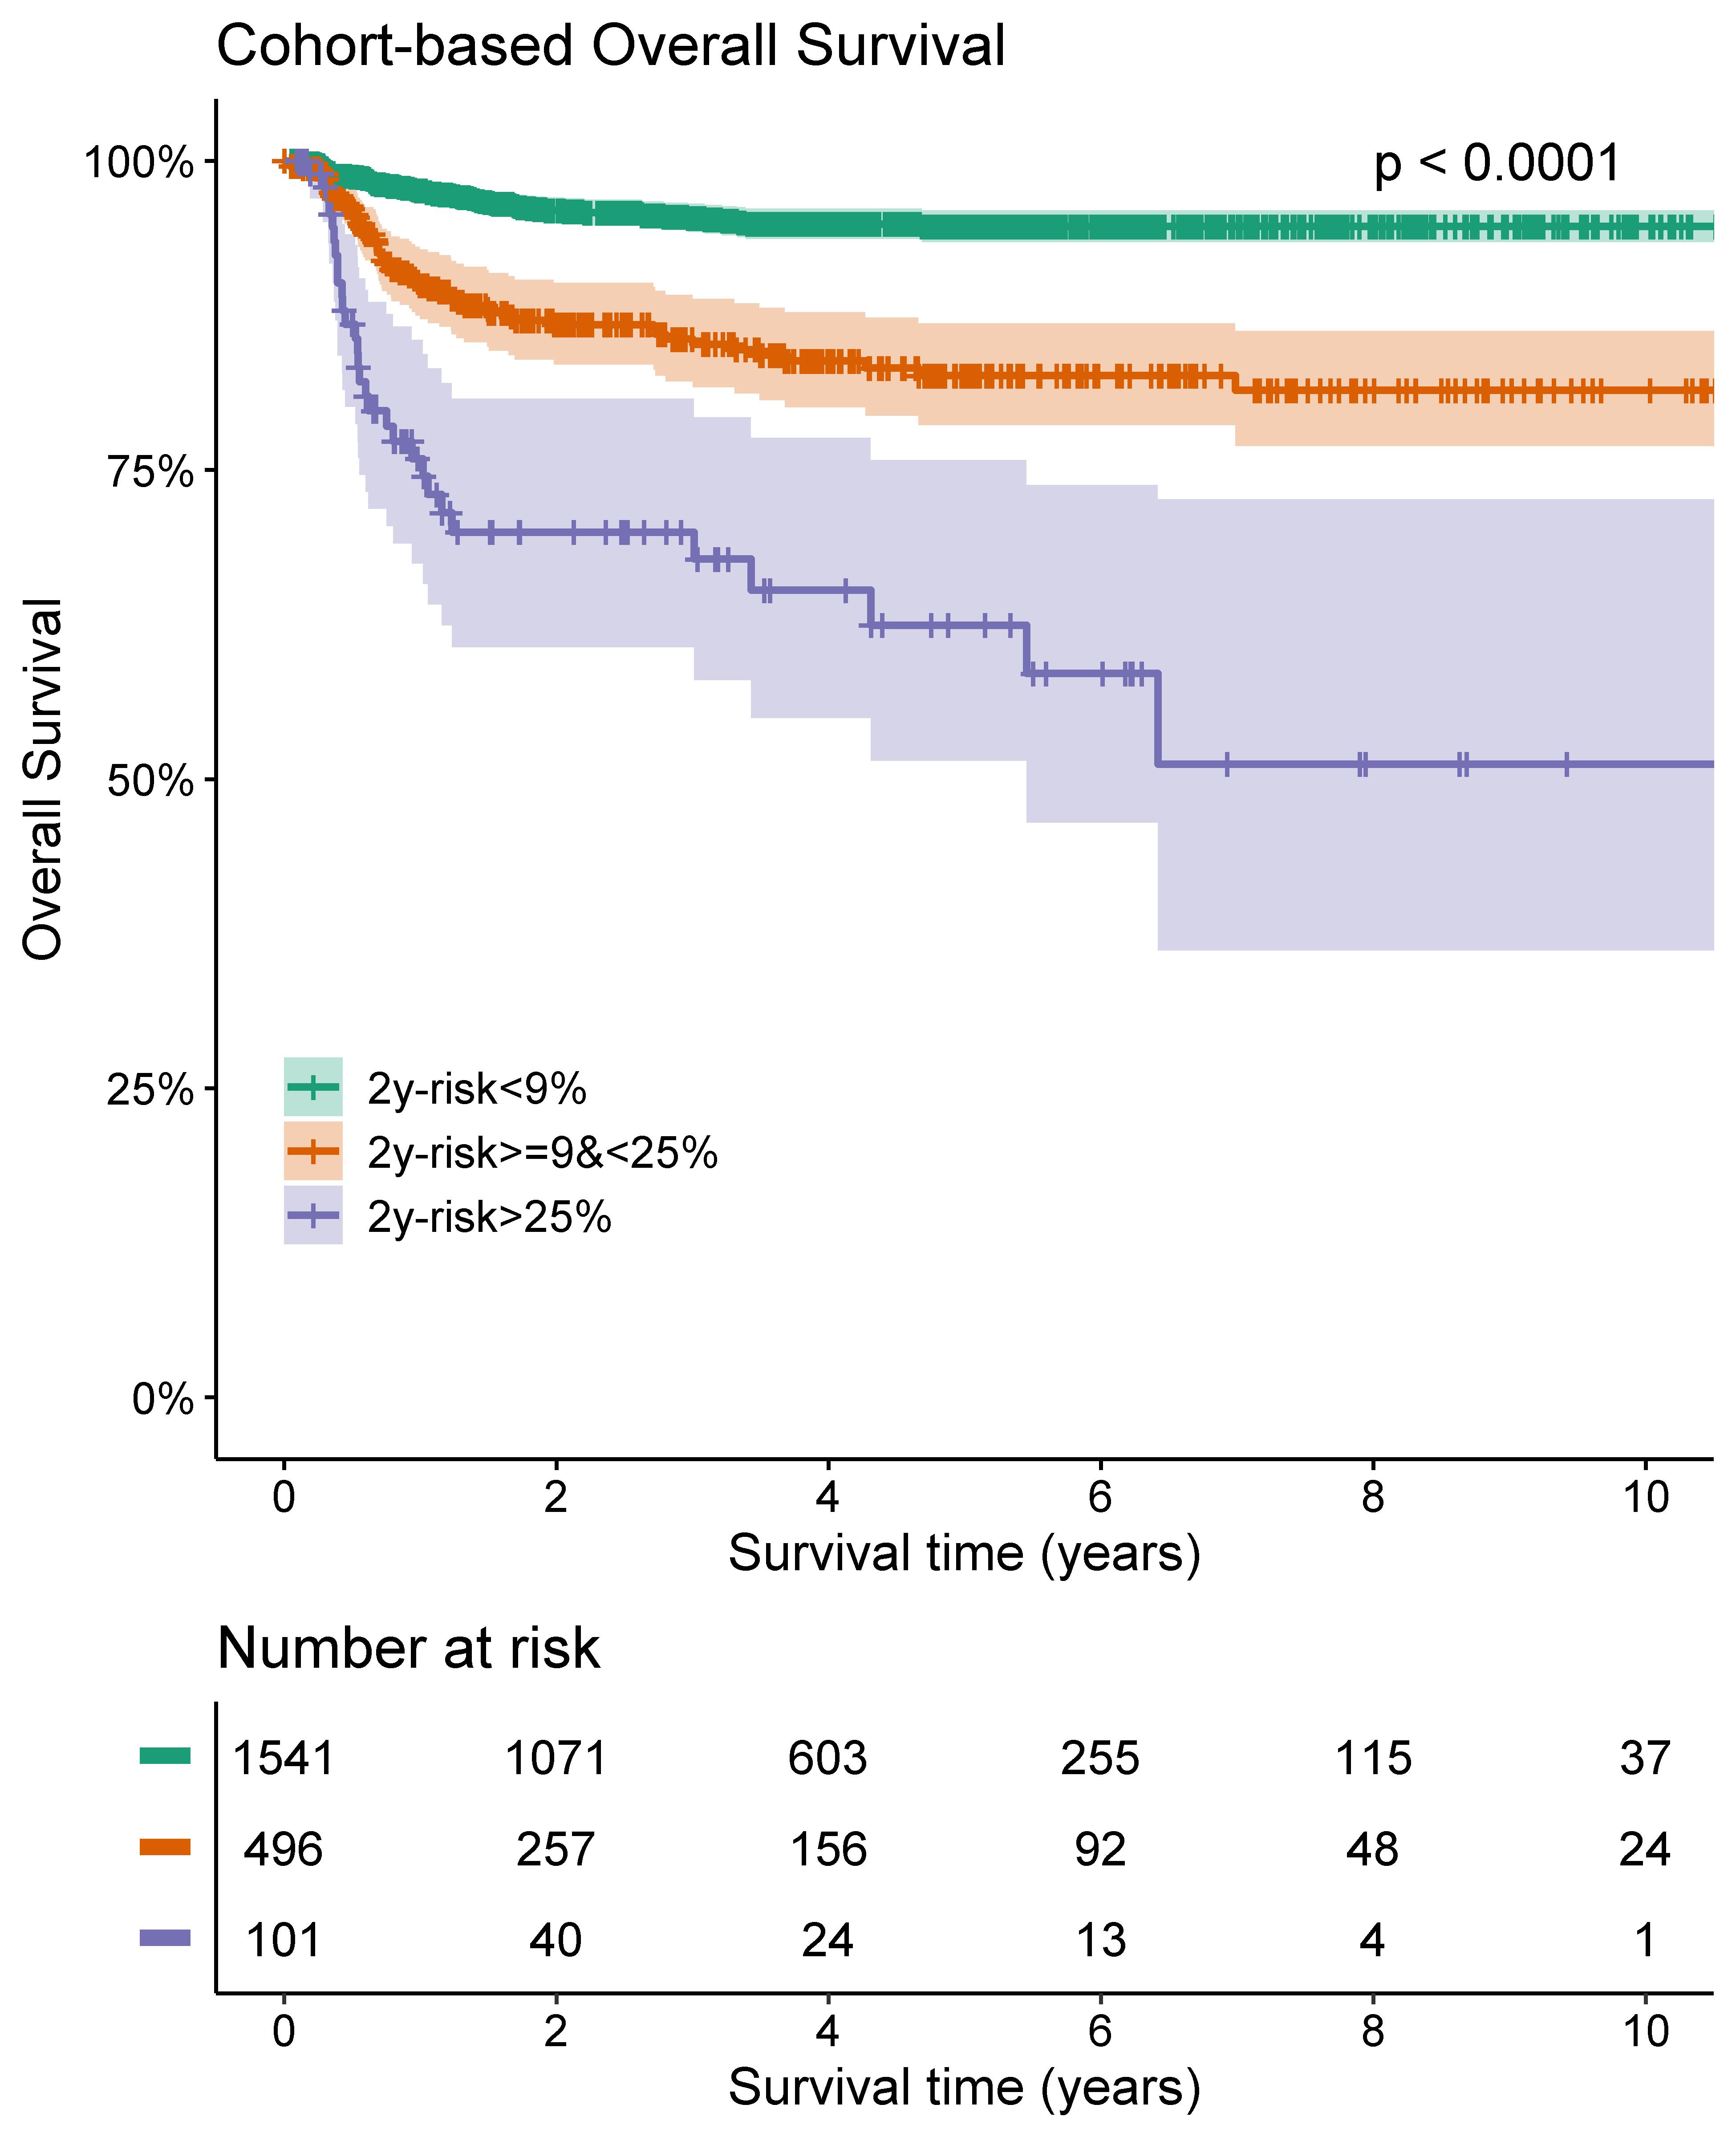 Cohort-based Overall Survival
p < 0.0001
100%
75%
50%
25%
0%
Overall Survival
2y-risk<9%
2y-risk>=9&<25%
2y-risk>25%
0 2 4 6 8 10
Survival time (years)
Number at risk
1541 1071 603 255 115 37
496 257 156 92 48 24
101 40 24 13 4 1
0 2 4 6 8 10
Survival time (years)